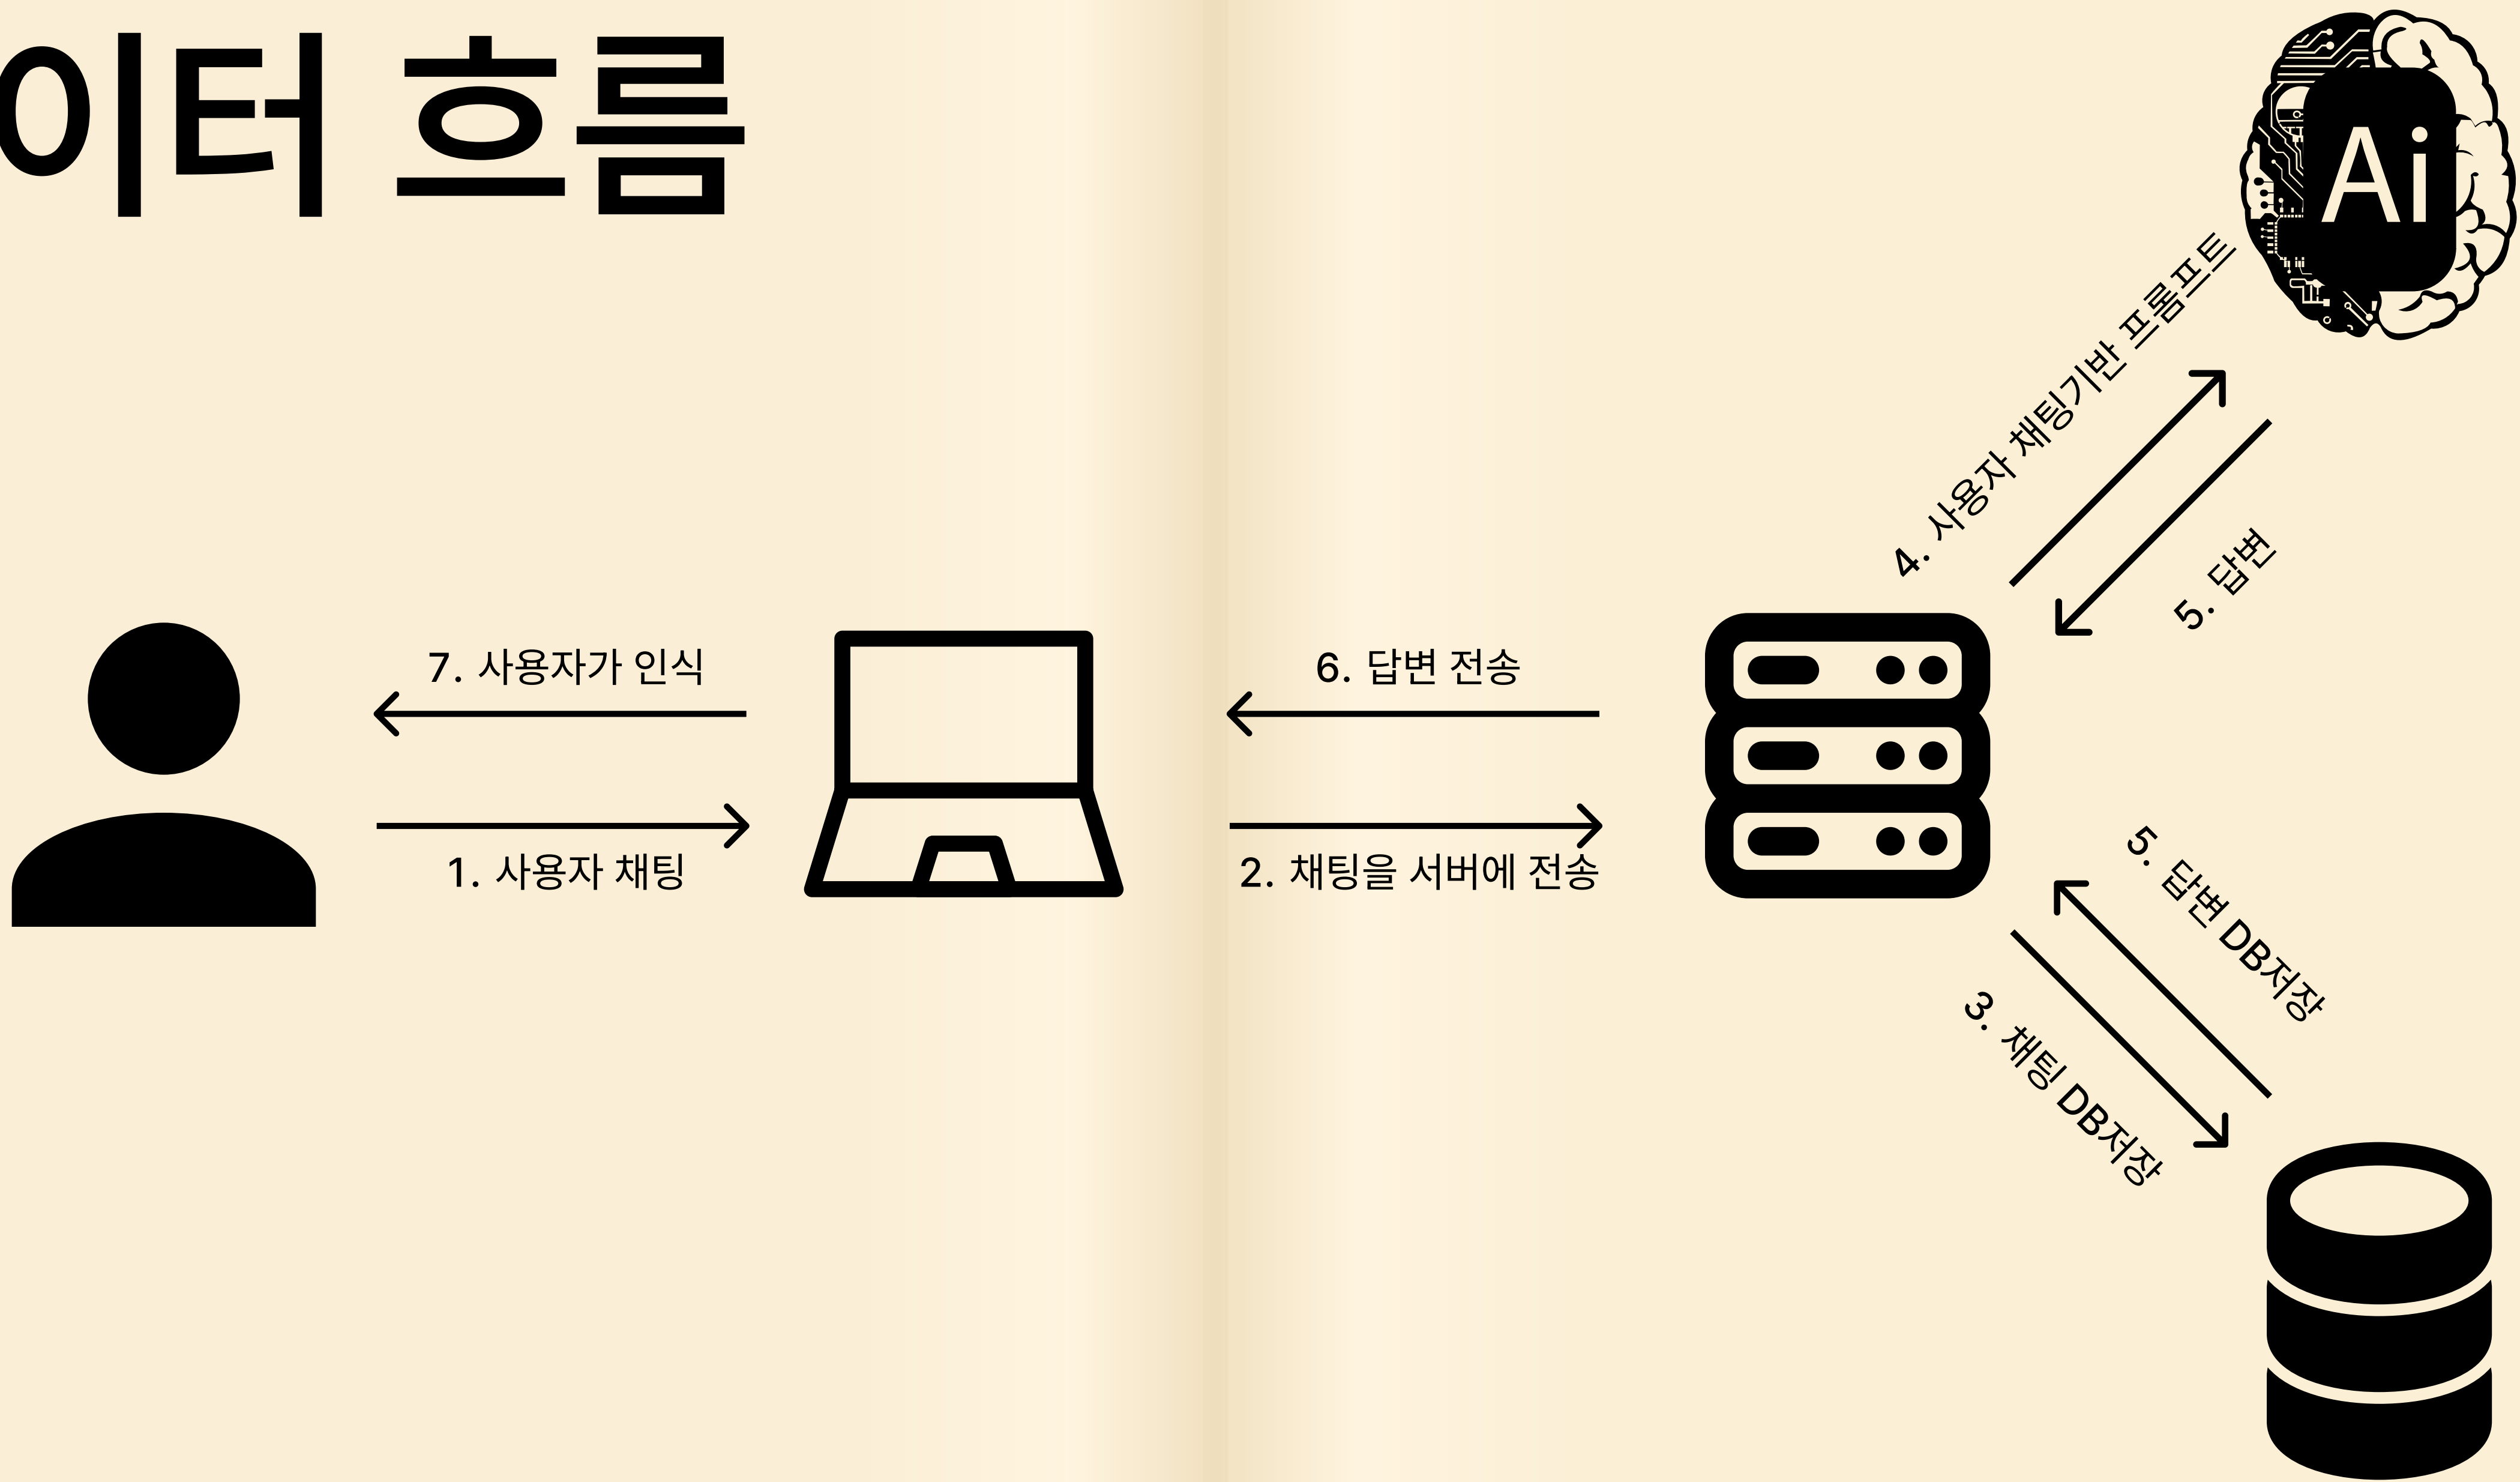 이터 흐름
Ai
4. 사용자 채팅기반 프롬프트
5. 답변
7. 사용자가 인식
6. 답변 전송
1. 사용자 채팅
2. 채팅을 서버에 전송
5. 답변 DB저장
3. 채팅 DB저장